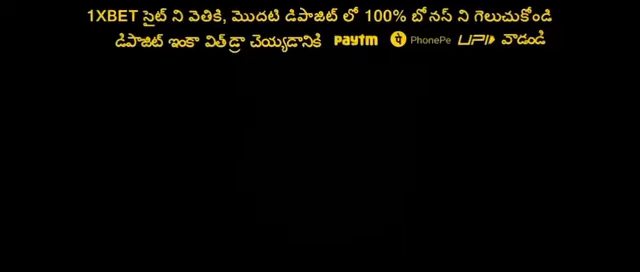 1XBET సైట్ ని వెతికి, మొదటి డిపాజిట్ లో 100% బోనస్ ని గెలుచుకోండి
డిపాజిట్ ఇంకా విత్ డ్రా చెయ్యడానికి paytm PhonePe UPI వాడండి